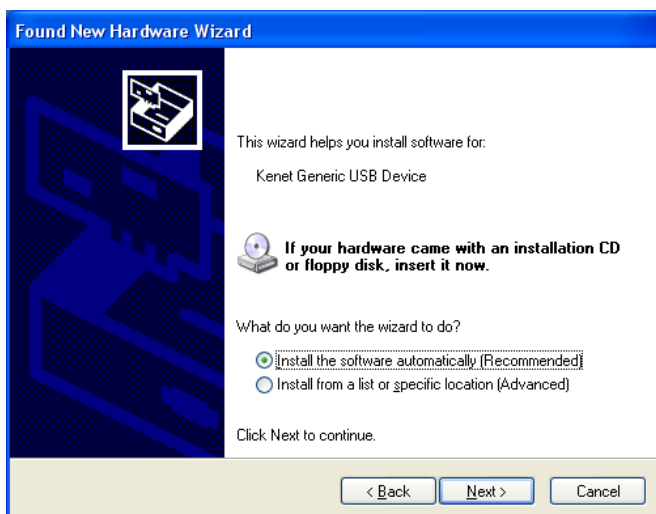 Found New Hardware Wizard
This wizard helps you install software for:
Kenet Generic USB Device
If your hardware came with an installation CD
or floppy disk, insert it now.
What do you want the wizard to do?
Install the software automatically (Recommended)
Install from a list or specific location (Advanced)
Click Next to continue.
< Back
Next >
Cancel